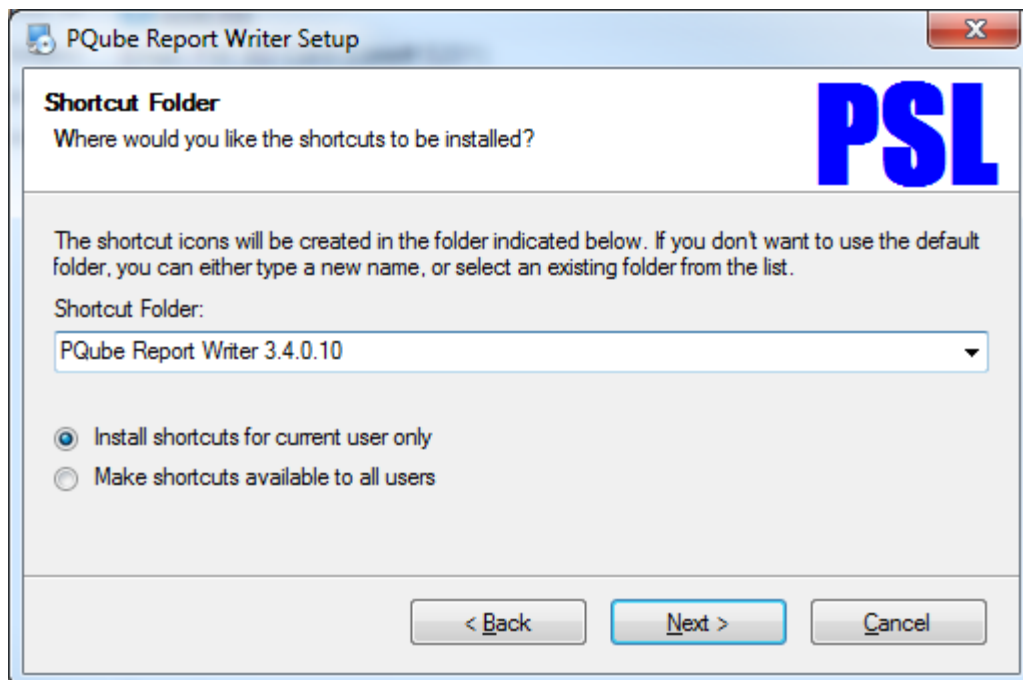 PQube Report Writer Setup
Shortcut Folder
Where would you like the shortcuts to be installed?
PSL
The shortcut icons will be created in the folder indicated below. If you don't want to use the default
folder, you can either type a new name, or select an existing folder from the list.
Shortcut Folder:
PQube Report Writer 3.4.0.10
Install shortcuts for current user only
Make shortcuts available to all users
< Back
Next >
Cancel